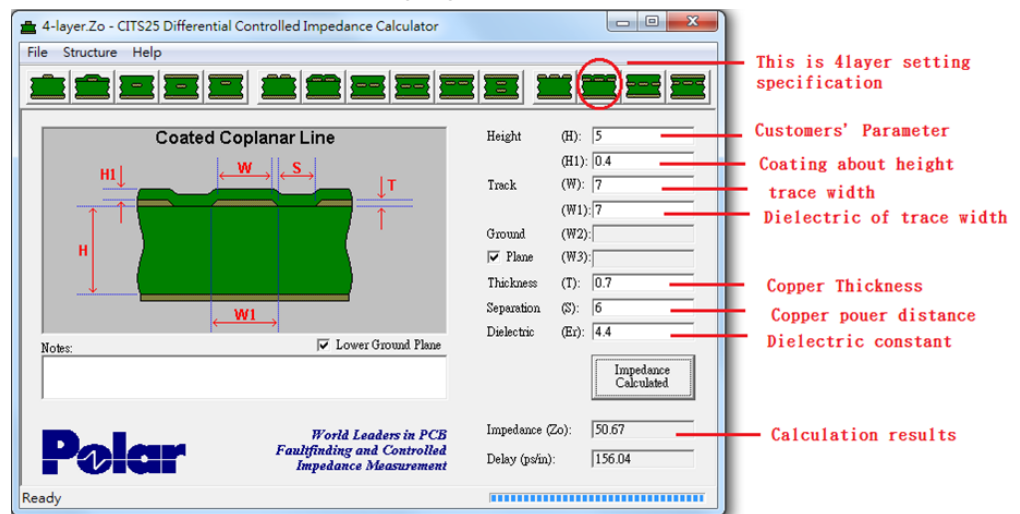 4-layer.Zo - CITS25 Differential Controlled Impedance Calculator
File Structure Help
This is 4layer setting
specification
Coated Coplanar Line
H1
W
S
T
H
W1
Height (H): 5
Customers' Parameter
(H1): 0.4
Coating about height
Track (W): 7
trace width
(W1): 7
Dielectric of trace width
Ground (W2):
Plane (W3):
Thickness (T): 0.7
Copper Thickness
Separation (S): 6
Copper pouer distance
Dielectric (Er): 4.4
Dielectric constant
Notes:
Lower Ground Plane
Impedance
Calculated
Polar
World Leaders in PCB
Faultfinding and Controlled
Impedance Measurement
Impedance (Zo): 50.67
Calculation results
Delay (ps/in): 156.04
Ready